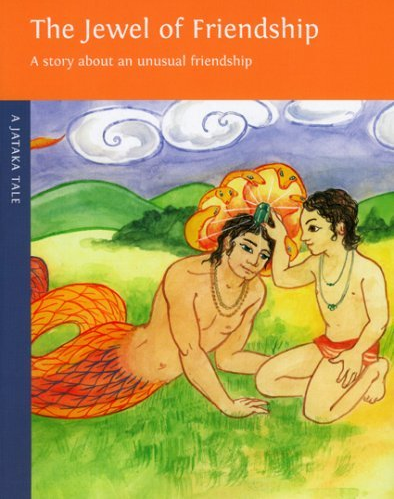 The Jewel of Friendship
A story about an unusual friendship
A JATAKA TALE